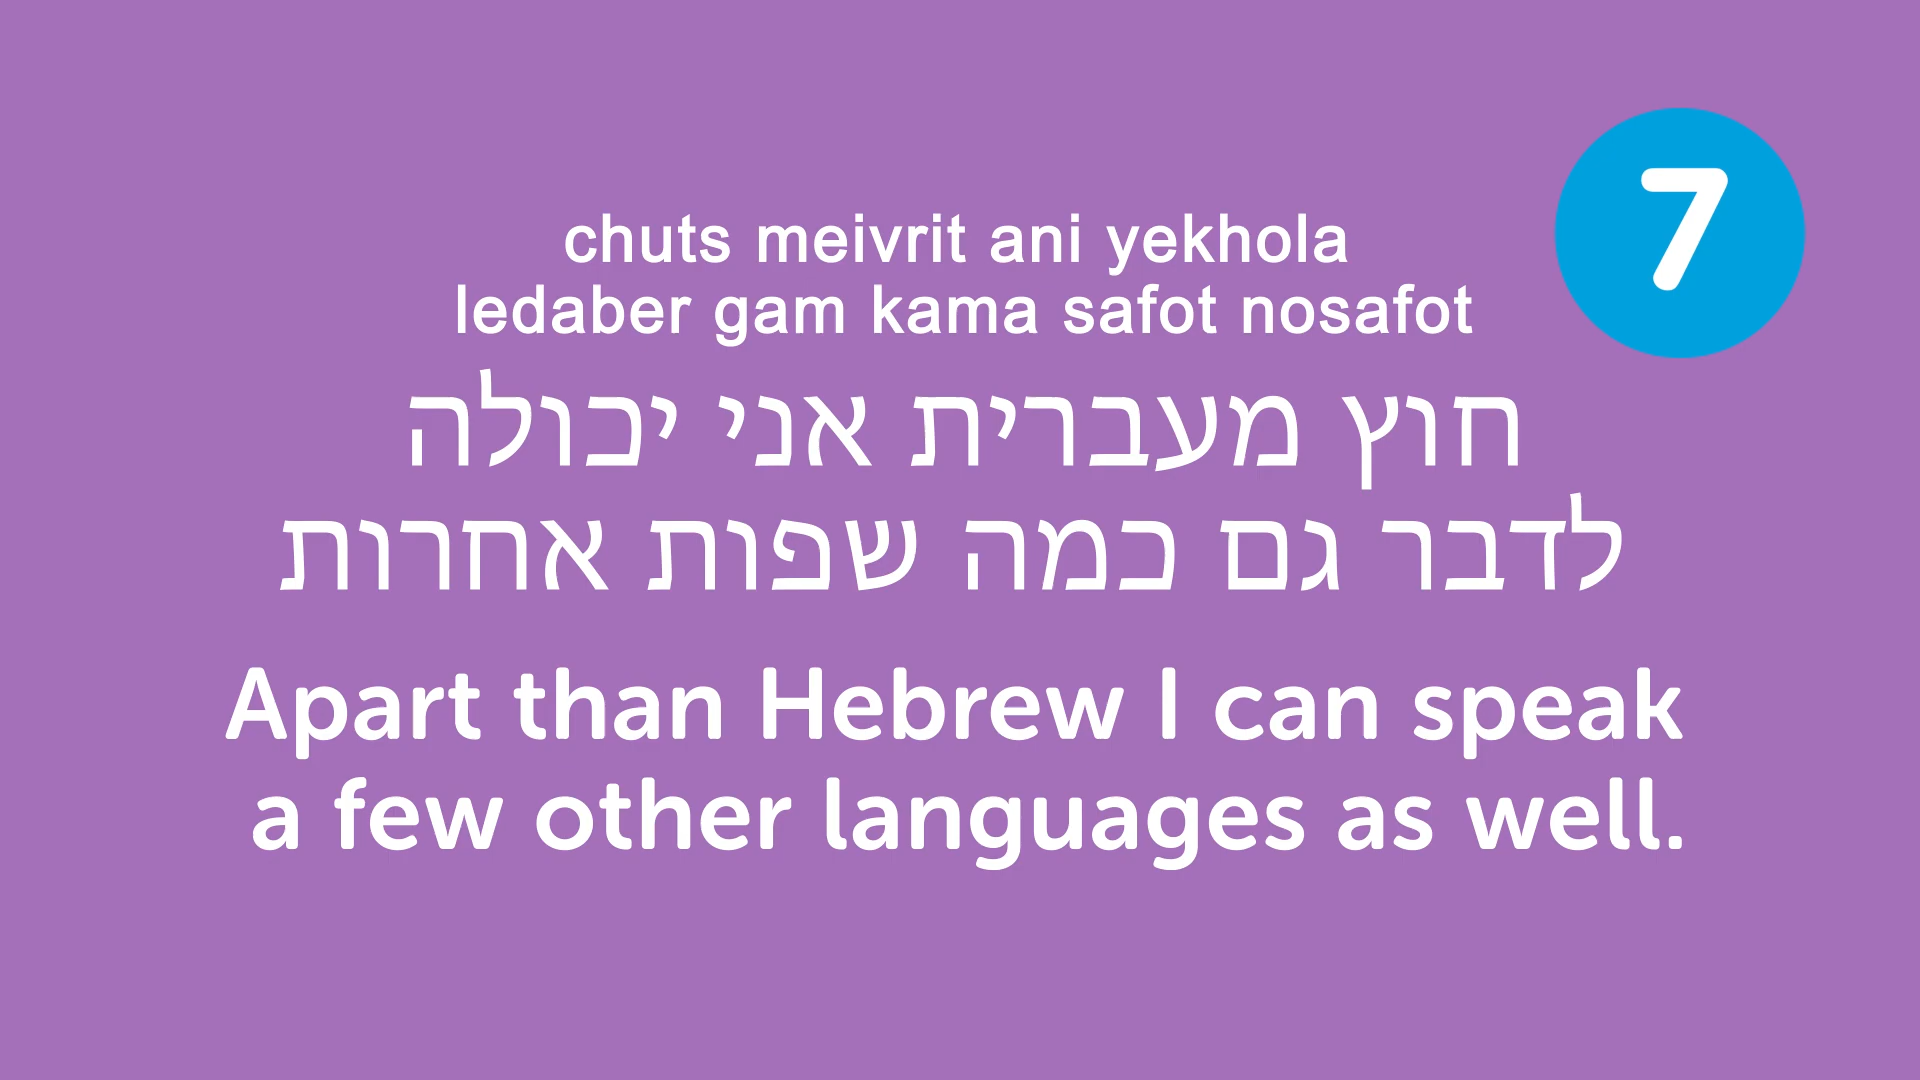 7
chuts meivrit ani yekhola
ledaber gam kama safot nosafot
חוץ מעברית אני יכולה
לדבר גם כמה שפות אחרות
Apart than Hebrew I can speak
a few other languages as well.